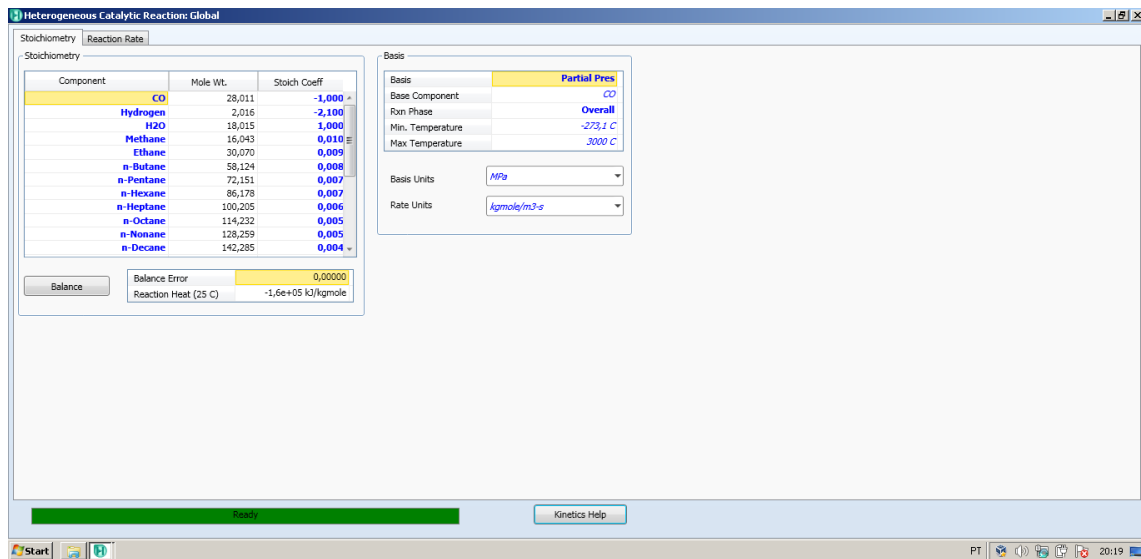 Heterogeneous Catalytic Reaction: Global
Stoichiometry Reaction Rate
Stoichiometry
Component Mole Wt. Stoich Coeff
CO 28,011 -1,000
Hydrogen 2,016 -2,100
H2O 18,015 1,000
Methane 16,043 0,010
Ethane 30,070 0,009
n-Butane 58,124 0,008
n-Pentane 72,151 0,007
n-Hexane 86,178 0,007
n-Heptane 100,205 0,006
n-Octane 114,232 0,005
n-Nonane 128,259 0,005
n-Decane 142,285 0,004
Balance
Balance Error 0,00000
Reaction Heat (25 C) -1,6e+05 kJ/kgmole
Basis
Basis Partial Pres
Base Component CO
Rxn Phase Overall
Min. Temperature -273,1 C
Max Temperature 3000 C
Basis Units MPa
Rate Units kgmole/m3-s
Ready
Kinetics Help
Start
PT 20:19